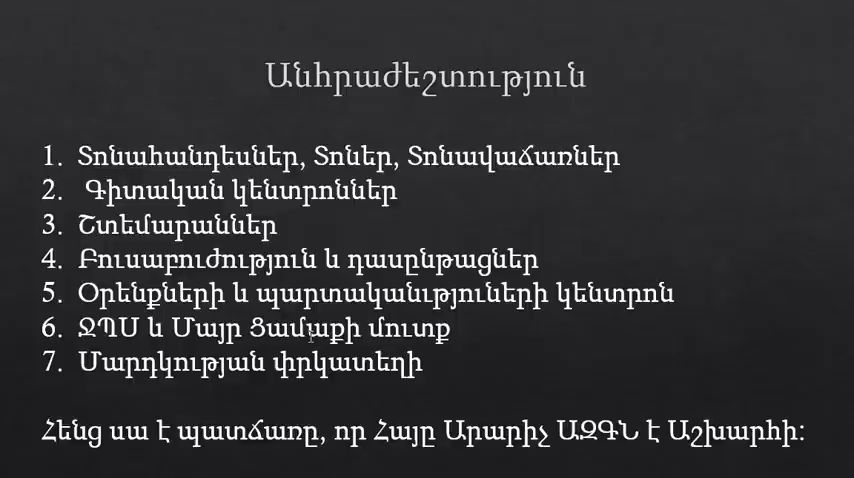 Անհրաժեշտություն
1. Տոնահանդեսներ, Տոներ, Տոնավաճառներ
2. Գիտական կենտրոններ
3. Շտեմարաններ
4. Բուսաբուժություն և դասընթացներ
5. Օրենքների և պարտականւթյուների կենտրոն
6. ՋՊՍ և Մայր Ցամաքի մուտք
7. Մարդկության փրկատեղի
Հենց սա է պատճառը, որ Հայը Արարիչ ԱԶԳՆ է Աշխարհի: